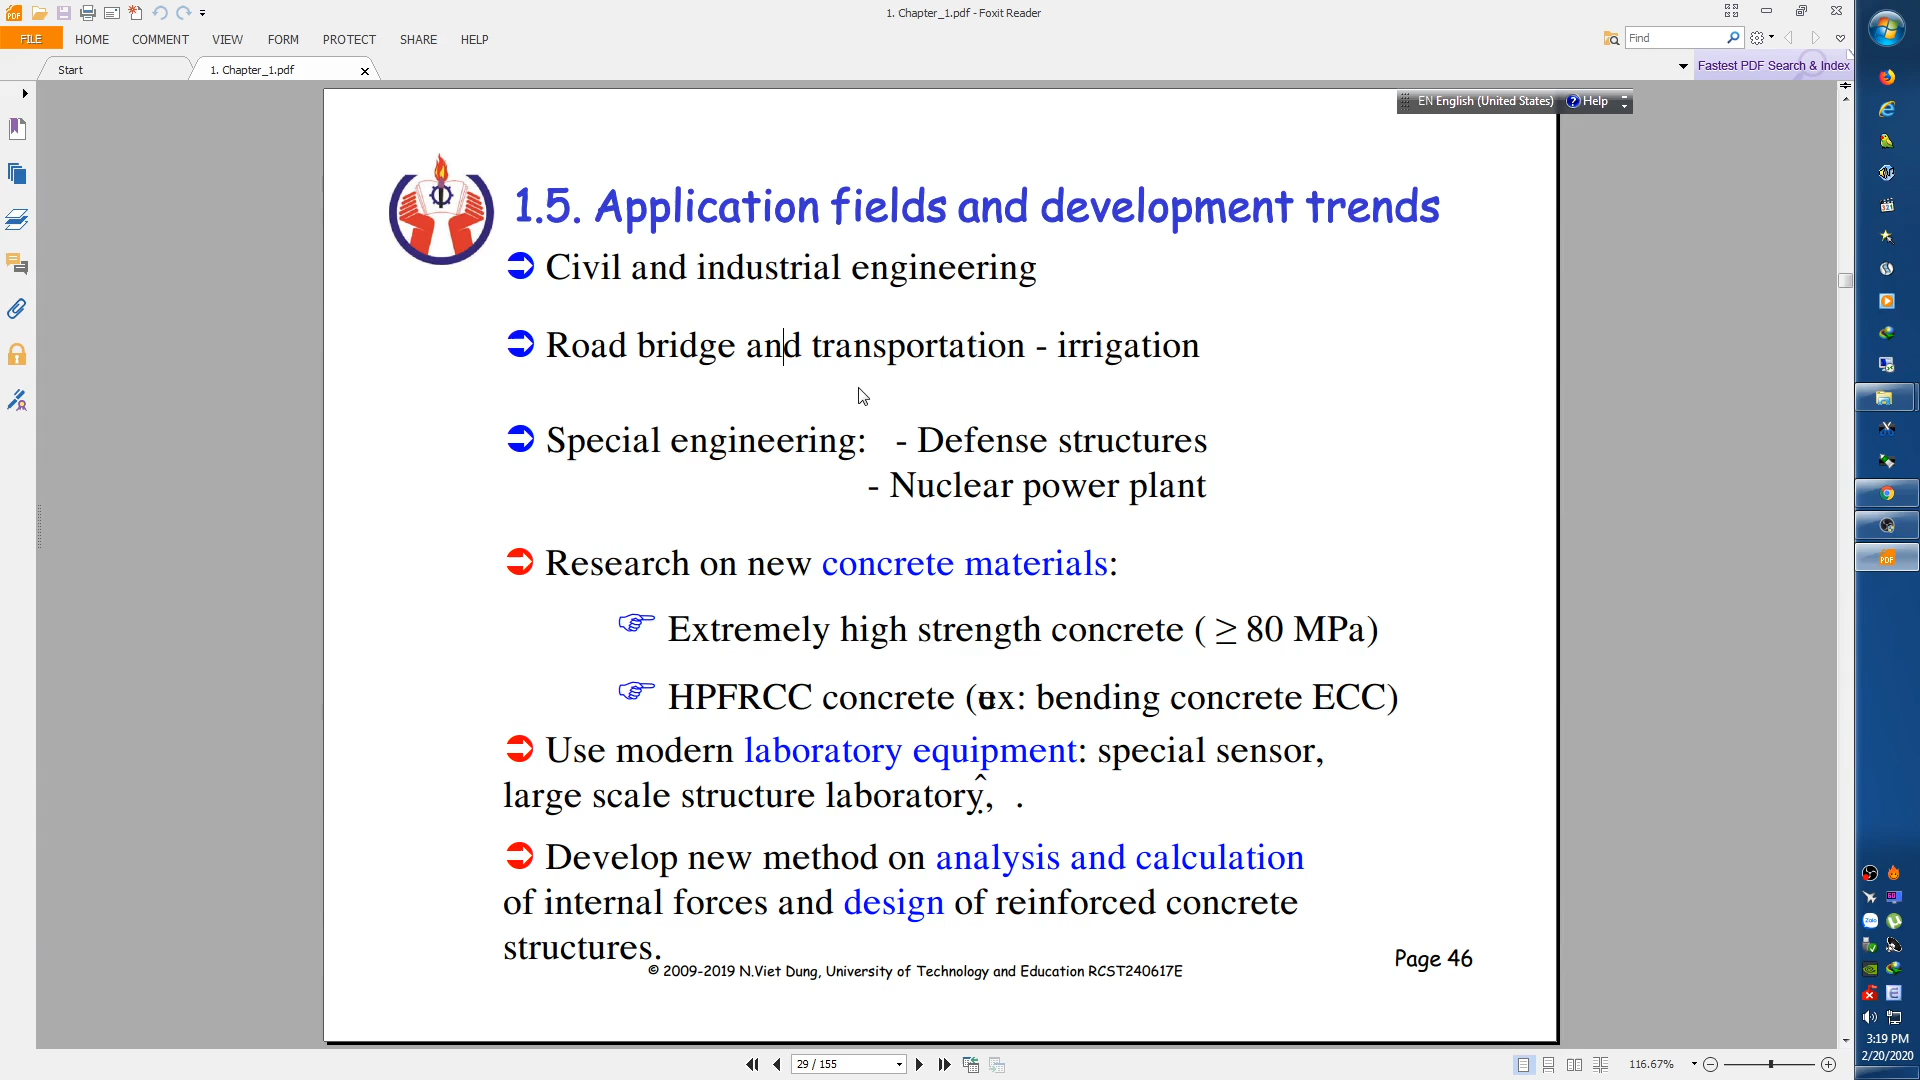 1. Chapter_1.pdf - Foxit Reader
FILE HOME COMMENT VIEW FORM PROTECT SHARE HELP
Find
Start
1. Chapter_1.pdf
Fastest PDF Search & Index
EN English (United States) Help
1.5. Application fields and development trends
Civil and industrial engineering
Road bridge and transportation - irrigation
Special engineering: - Defense structures
- Nuclear power plant
Research on new concrete materials:
Extremely high strength concrete ( ≥ 80 MPa)
HPFRCC concrete (ex: bending concrete ECC)
Use modern laboratory equipment: special sensor,
large scale structure laboratory, .
Develop new method on analysis and calculation
of internal forces and design of reinforced concrete
structures.
© 2009-2019 N.Viet Dung, University of Technology and Education RCST240617E
Page 46
29 / 155
116.67%
3:19 PM
2/20/2020